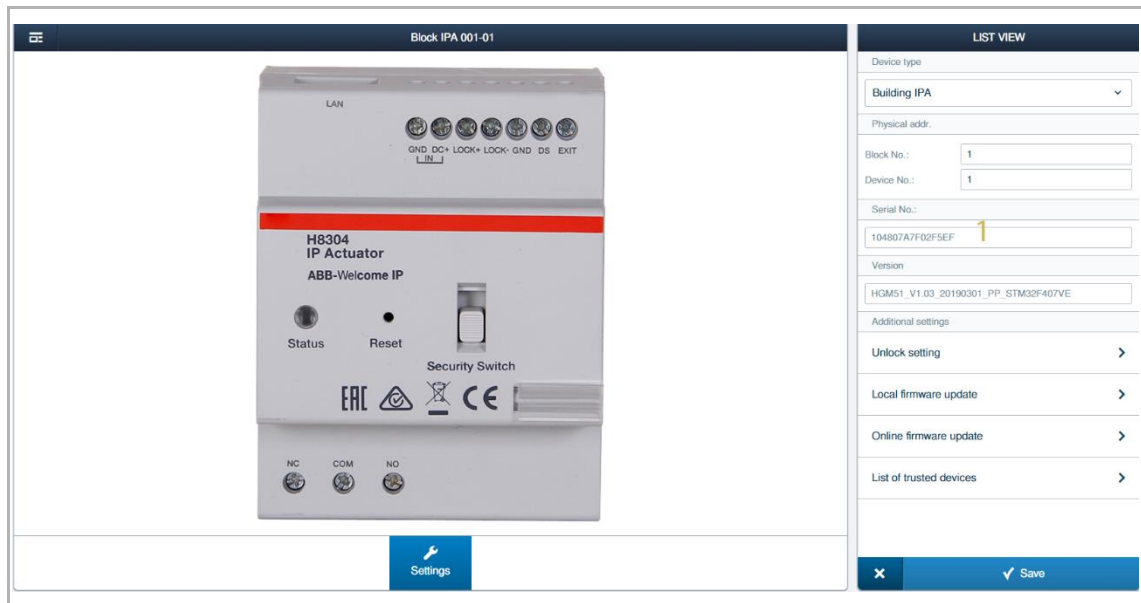 Block IPA 001-01
LAN
GND DC+ LOCK+ LOCK- GND DS EXIT
IN
H8304
IP Actuator
ABB-Welcome IP
Status
Reset
Security Switch
EAC CE
NC COM NO
Settings
LIST VIEW
Device type
Building IPA
Physical addr.
Block No.: 1
Device No.: 1
Serial No.:
104807A7F02F5EF
1
Version
HGM51_V1.03_20190301_PP_STM32F407VE
Additional settings
Unlock setting
Local firmware update
Online firmware update
List of trusted devices
Save